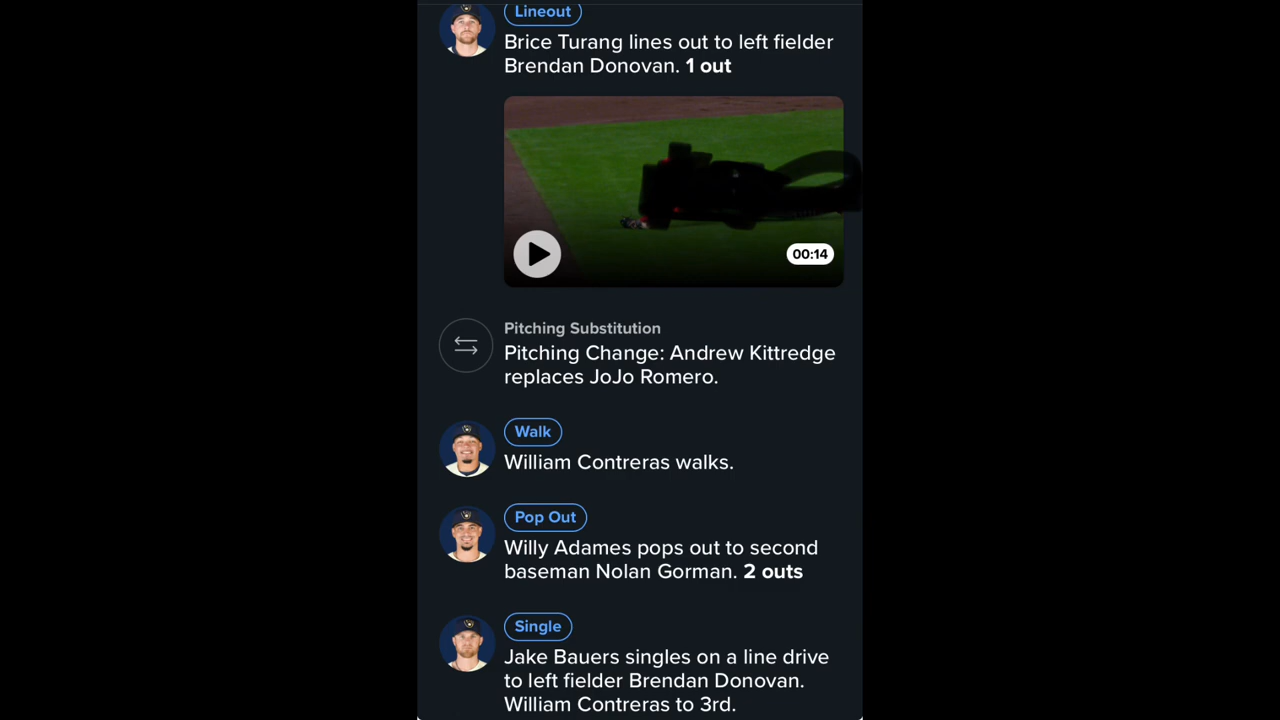 Lineout
Brice Turang lines out to left fielder
Brendan Donovan. 1 out
00:14
Pitching Substitution
Pitching Change: Andrew Kittredge
replaces JoJo Romero.
Walk
William Contreras walks.
Pop Out
Willy Adames pops out to second
baseman Nolan Gorman. 2 outs
Single
Jake Bauers singles on a line drive
to left fielder Brendan Donovan.
William Contreras to 3rd.